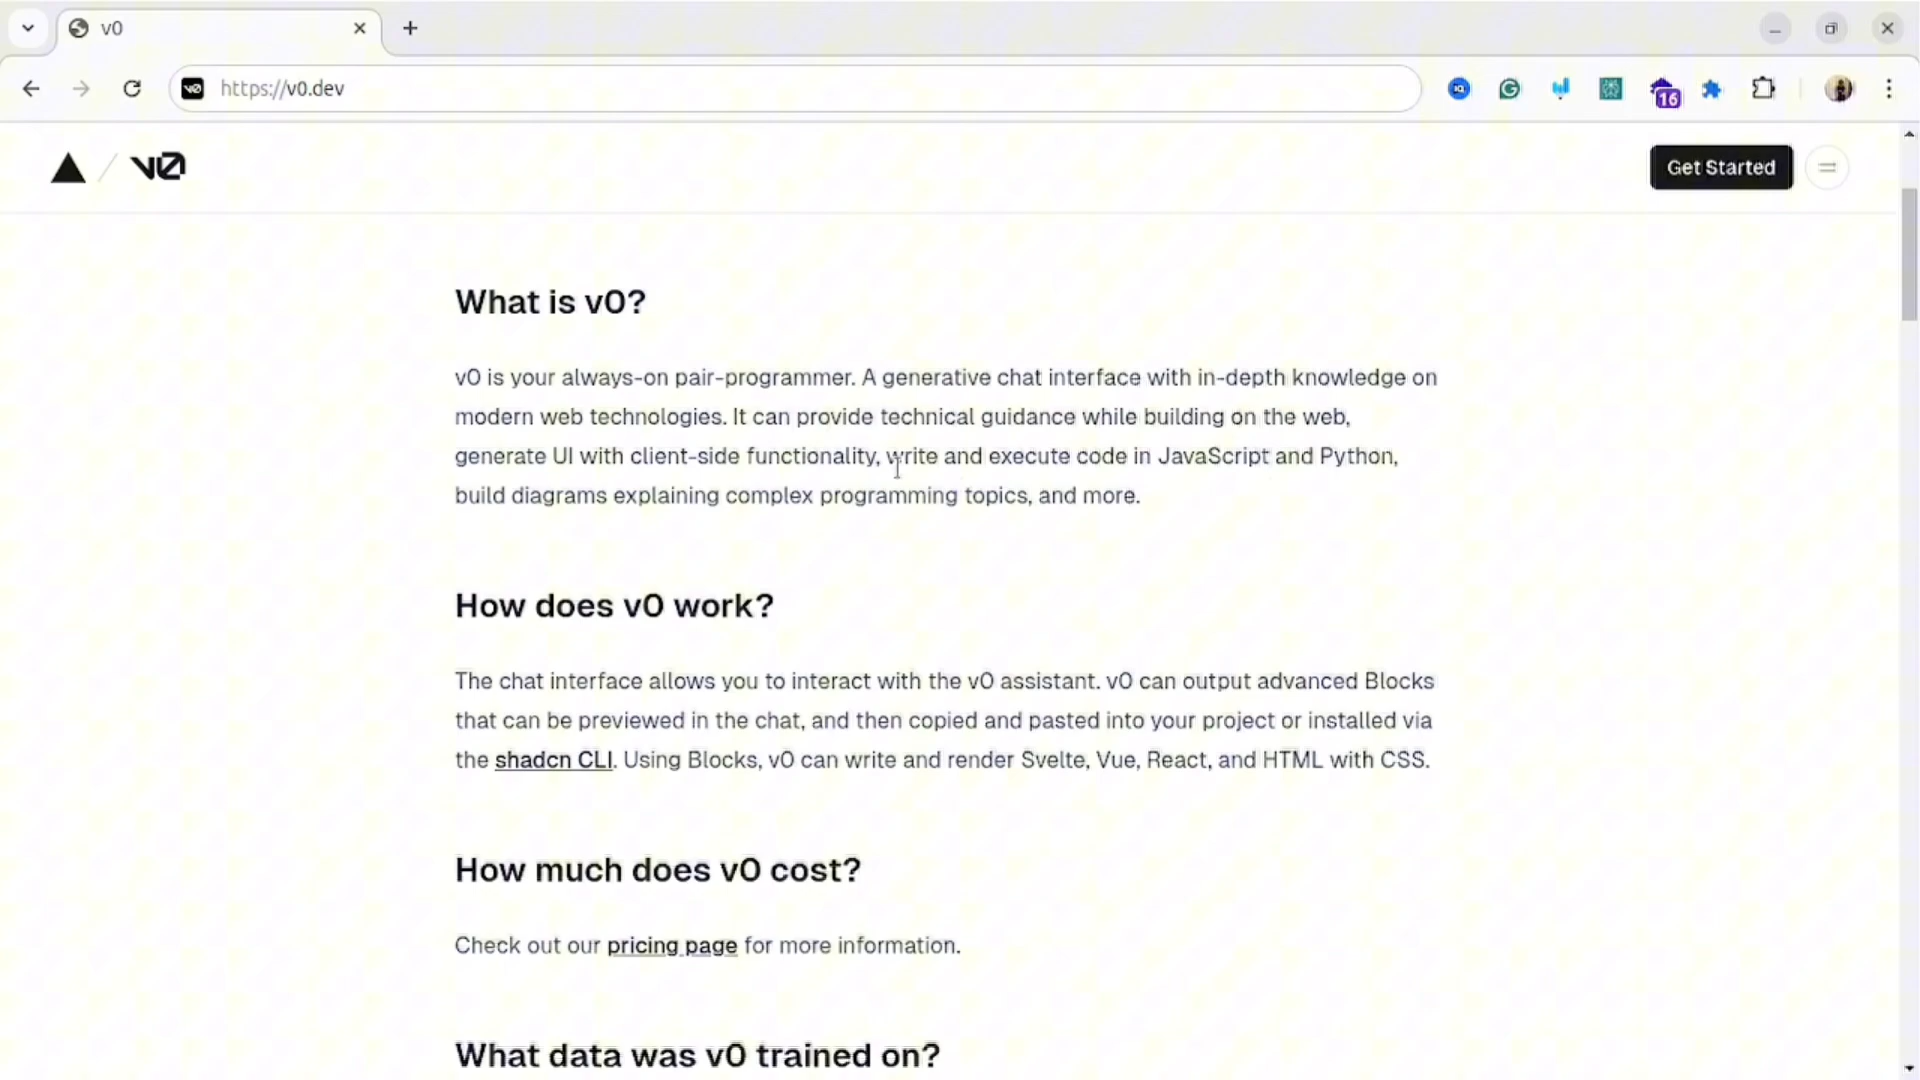 v0
https://v0.dev
16
v0
Get Started
What is v0?
v0 is your always-on pair-programmer. A generative chat interface with in-depth knowledge on
modern web technologies. It can provide technical guidance while building on the web,
generate UI with client-side functionality, write and execute code in JavaScript and Python,
build diagrams explaining complex programming topics, and more.
How does v0 work?
The chat interface allows you to interact with the v0 assistant. v0 can output advanced Blocks
that can be previewed in the chat, and then copied and pasted into your project or installed via
the shadcn CLI. Using Blocks, v0 can write and render Svelte, Vue, React, and HTML with CSS.
How much does v0 cost?
Check out our pricing page for more information.
What data was v0 trained on?